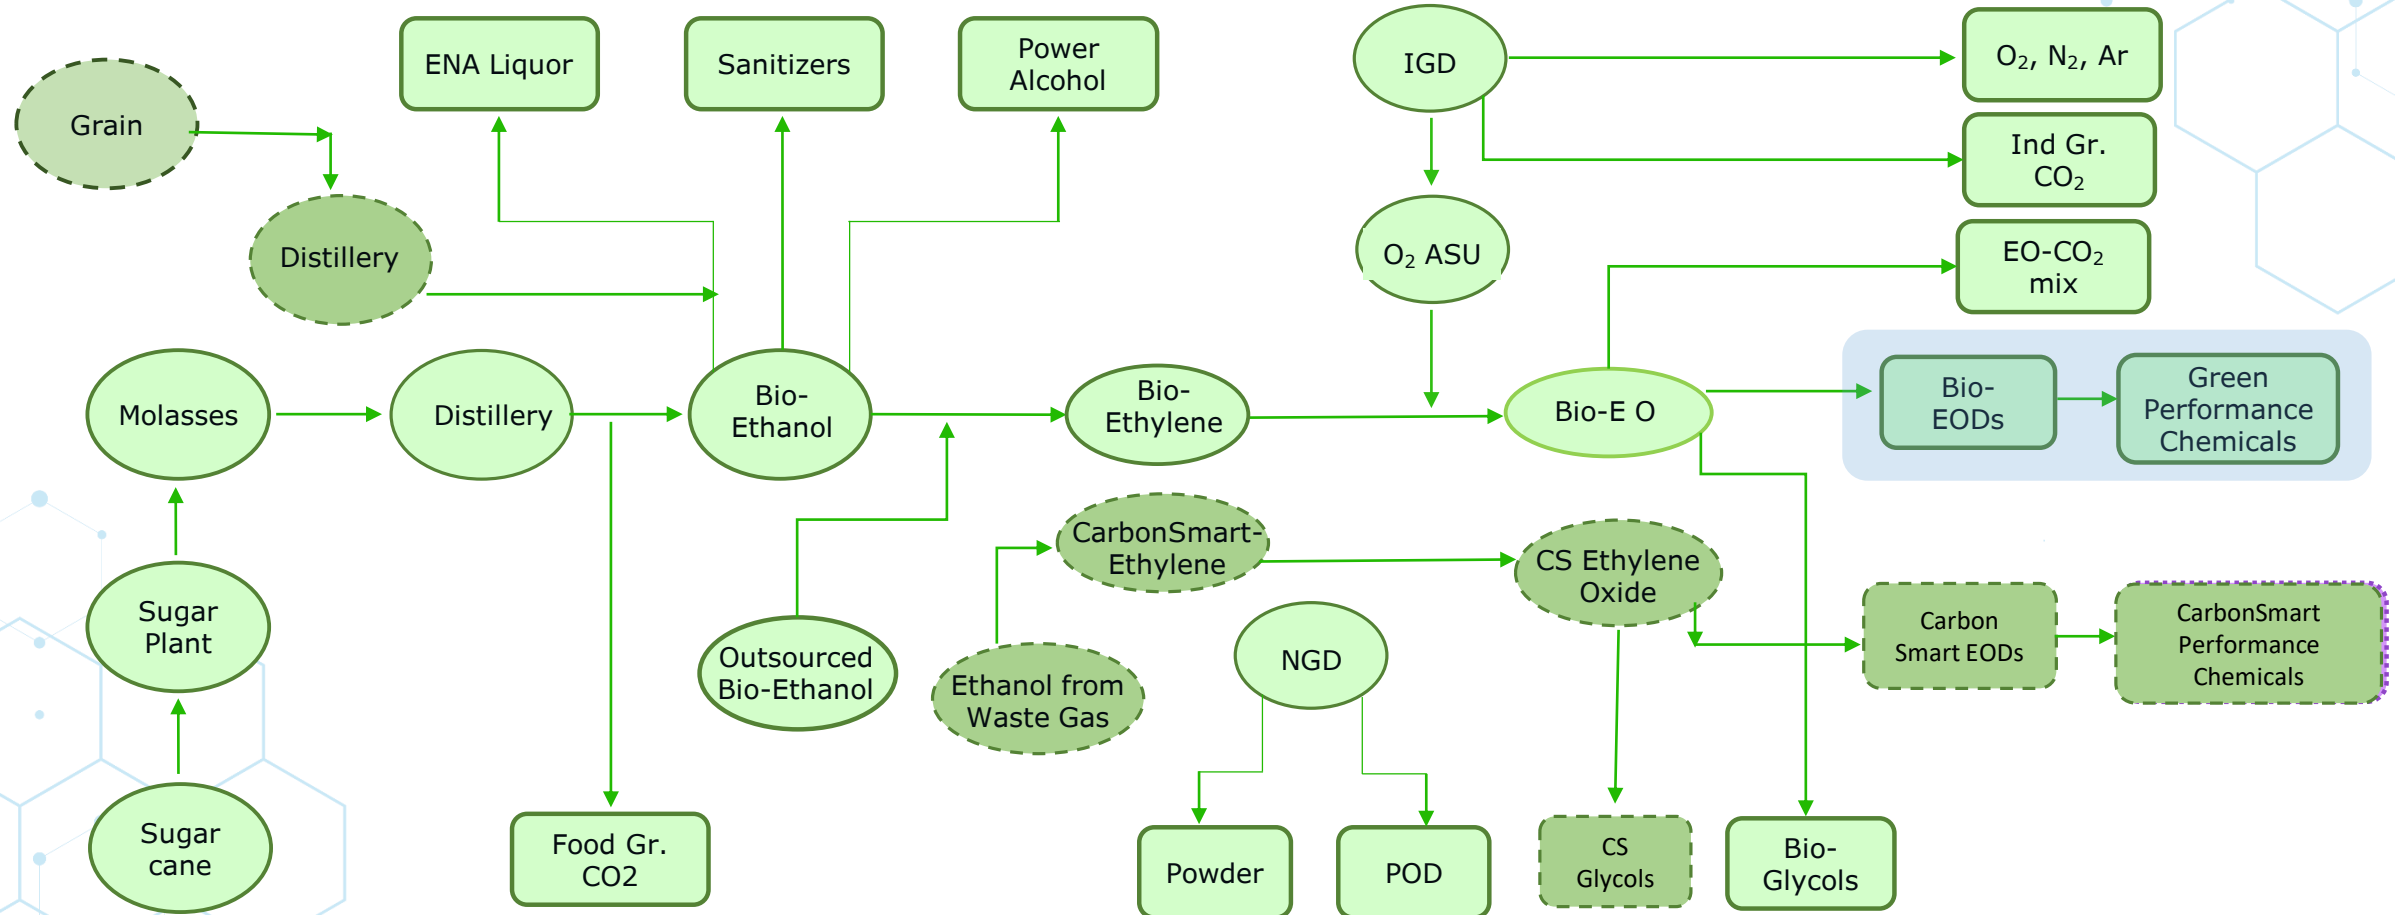 ENA Liquor
Sanitizers
Power
Alcohol
IGD
O₂, N₂, Ar
Grain
Ind Gr.
CO₂
Distillery
O₂ ASU
EO-CO₂
mix
Molasses
Distillery
Bio-
Ethanol
Bio-
Ethylene
Bio-E O
Bio-
EODs
Green
Performance
Chemicals
CarbonSmart-
Ethylene
CS Ethylene
Oxide
Sugar
Plant
Outsourced
Bio-Ethanol
Ethanol from
Waste Gas
NGD
Carbon
Smart EODs
CarbonSmart
Performance
Chemicals
Sugar
cane
Food Gr.
CO2
Powder
POD
CS
Glycols
Bio-
Glycols